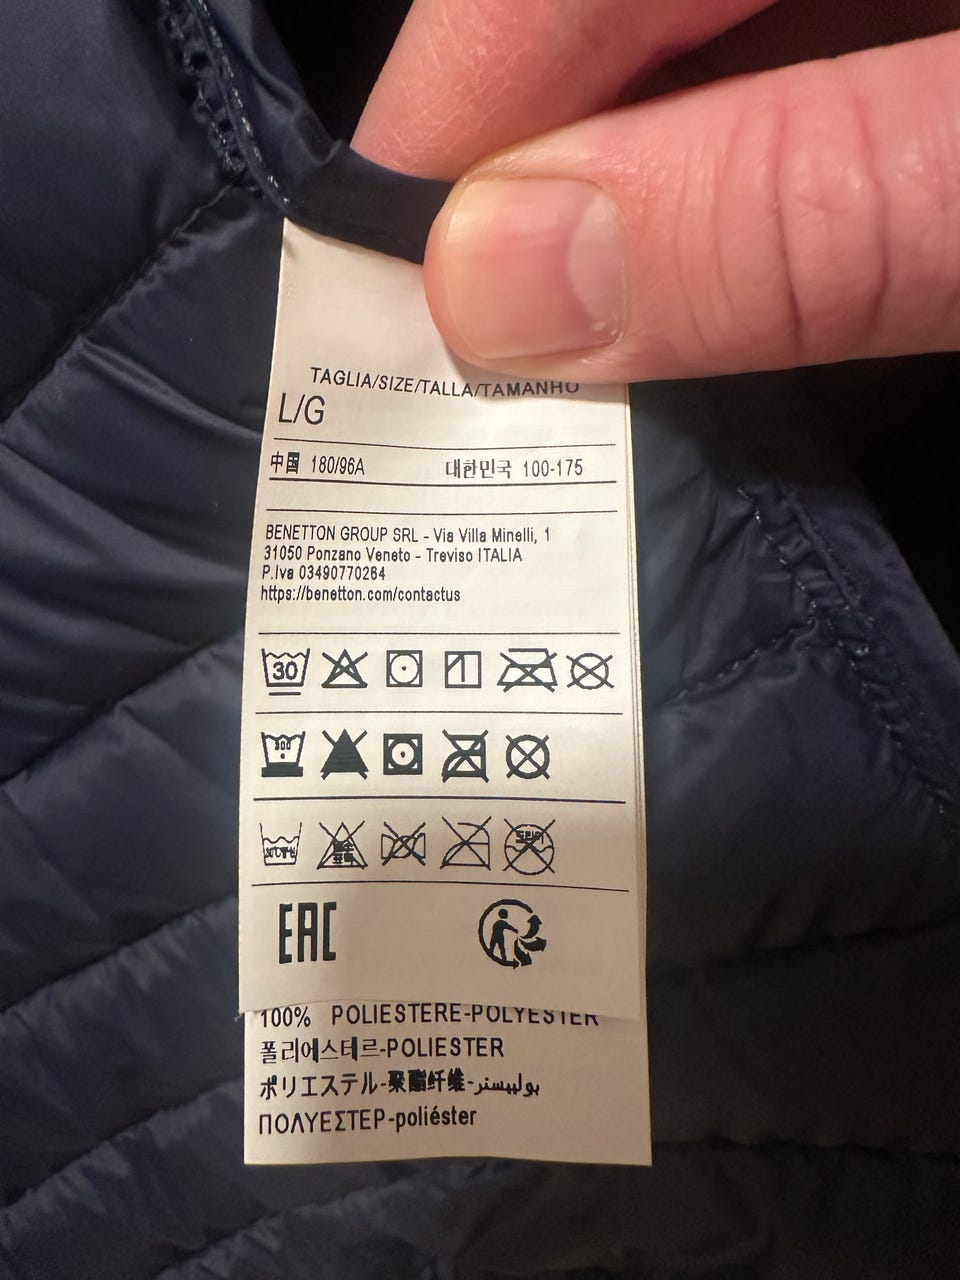 TAGLIA/SIZE/TALLA/TAMANHO
L/G
中国 180/96A 대한민국 100-175
BENETTON GROUP SRL - Via Villa Minelli, 1
31050 Ponzano Veneto - Treviso ITALIA
P.Iva 03490770264
https://benetton.com/contactus
30
EAC
100% POLIESTERE-POLYESTER
폴리에스테르-POLIESTER
ポリエステル-聚酯纤维-بوليستر
ΠΟΛΥΕΣΤΕΡ-poliéster